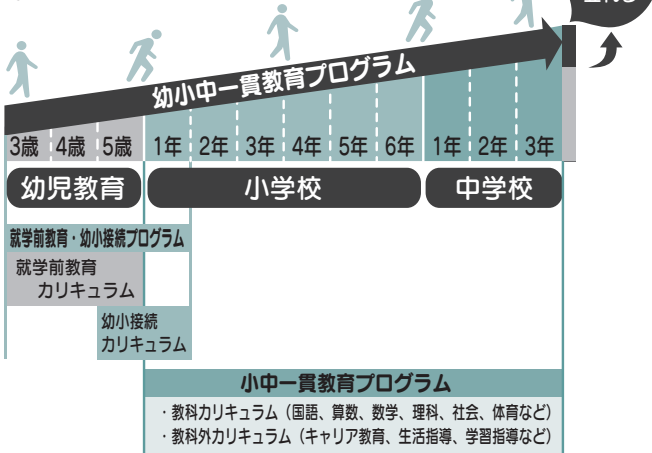 幼小中一貫教育プログラム
3歳 4歳 5歳 1年 2年 3年 4年 5年 6年 1年 2年 3年
幼児教育 小学校 中学校
就学前教育・幼小接続プログラム
就学前教育
カリキュラム
幼小接続
カリキュラム
小中一貫教育プログラム
・教科カリキュラム（国語、算数、数学、理科、社会、体育など）
・教科外カリキュラム（キャリア教育、生活指導、学習指導など）